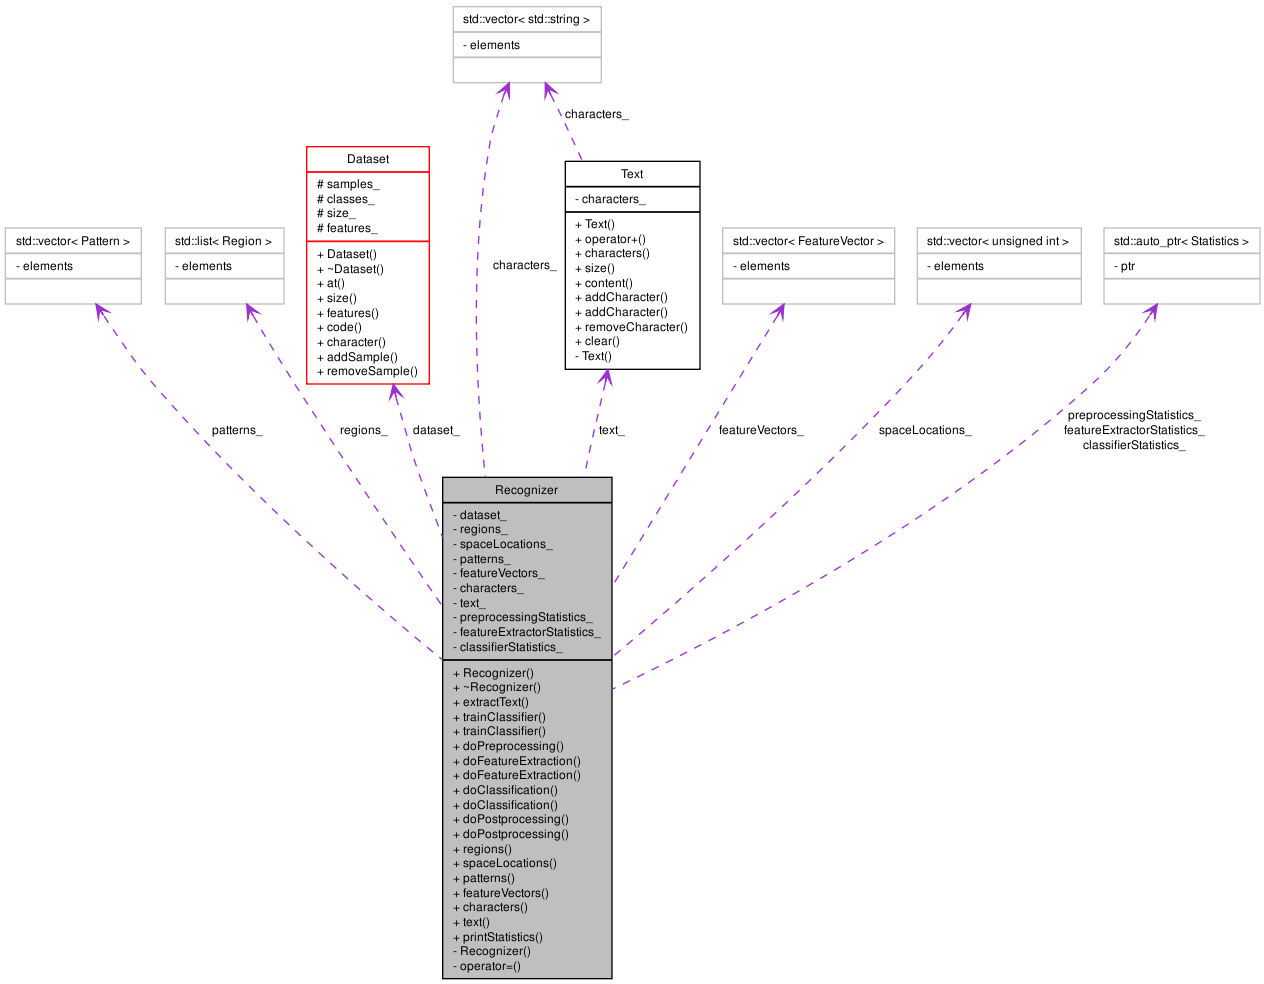 std::vector< std::string >
- elements
characters_
Dataset
# samples_
# classes_
# size_
# features_
+ Dataset()
+ ~Dataset()
+ at()
+ size()
+ features()
+ code()
+ character()
+ addSample()
+ removeSample()
Text
- characters_
+ Text()
+ operator+()
+ characters()
+ size()
+ content()
+ addCharacter()
+ addCharacter()
+ removeCharacter()
+ clear()
- Text()
std::vector< Pattern >
- elements
std::list< Region >
- elements
characters_
std::vector< FeatureVector >
- elements
std::vector< unsigned int >
- elements
std::auto_ptr< Statistics >
- ptr
patterns_
regions_
dataset_
text_
featureVectors_
spaceLocations_
preprocessingStatistics_
featureExtractorStatistics_
classifierStatistics_
Recognizer
- dataset_
- regions_
- spaceLocations_
- patterns_
- featureVectors_
- characters_
- text_
- preprocessingStatistics_
- featureExtractorStatistics_
- classifierStatistics_
+ Recognizer()
+ ~Recognizer()
+ extractText()
+ trainClassifier()
+ trainClassifier()
+ doPreprocessing()
+ doFeatureExtraction()
+ doFeatureExtraction()
+ doClassification()
+ doClassification()
+ doPostprocessing()
+ doPostprocessing()
+ regions()
+ spaceLocations()
+ patterns()
+ featureVectors()
+ characters()
+ text()
+ printStatistics()
- Recognizer()
- operator=()